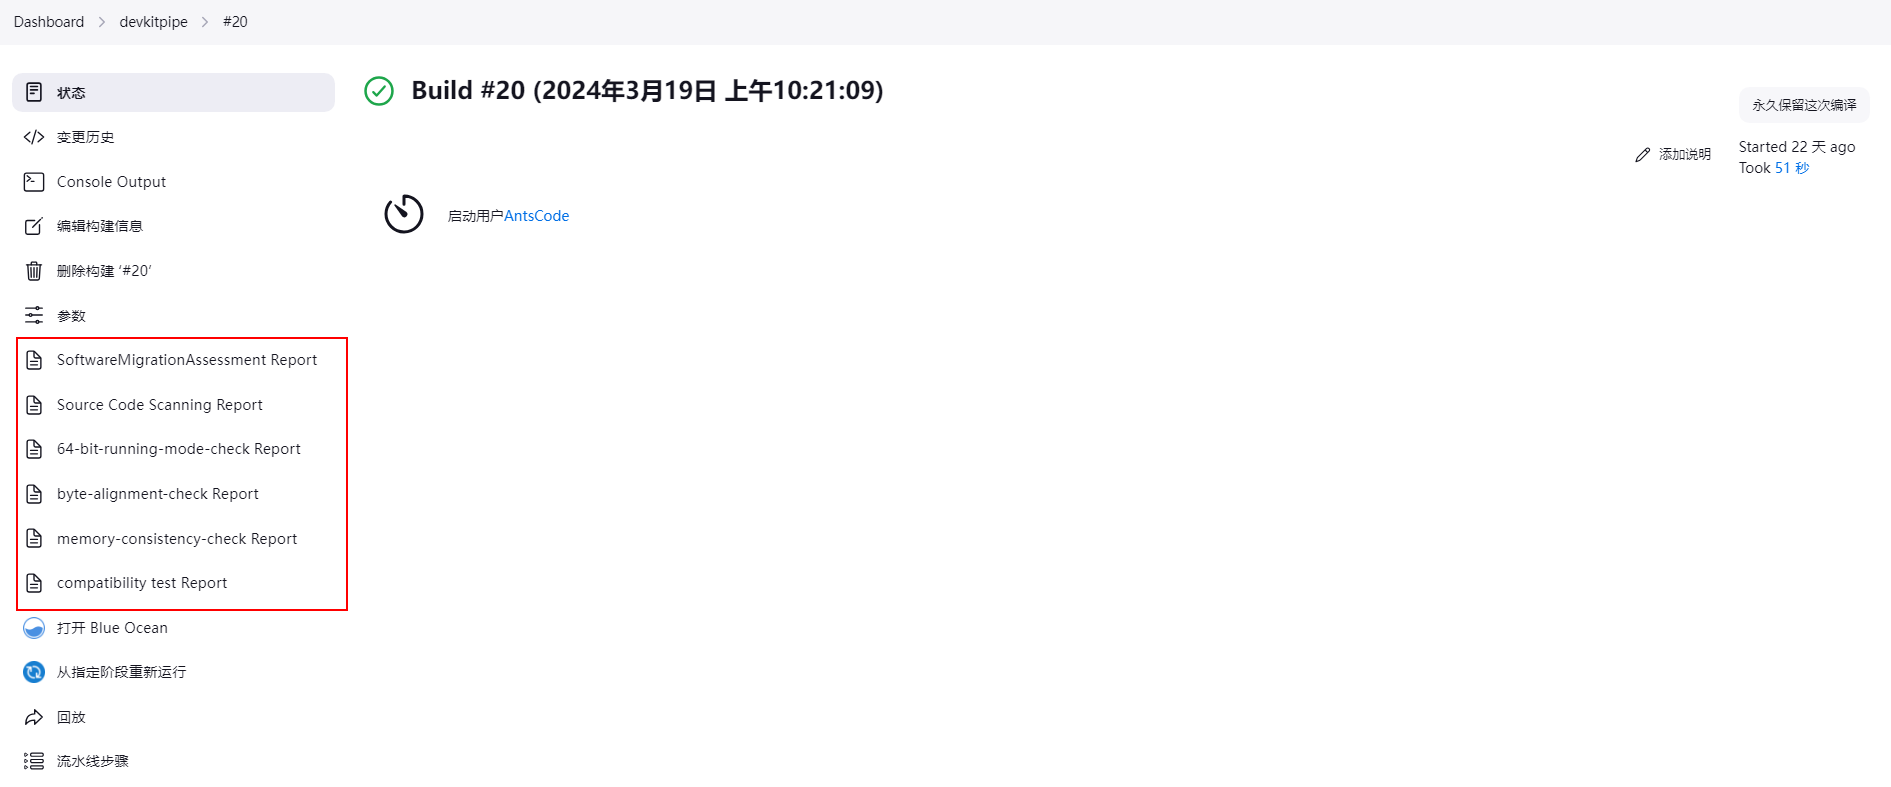 Dashboard > devkitpipe > #20
状态
变更历史
Console Output
编辑构建信息
删除构建 ‘#20’
参数
SoftwareMigrationAssessment Report
Source Code Scanning Report
64-bit-running-mode-check Report
byte-alignment-check Report
memory-consistency-check Report
compatibility test Report
打开 Blue Ocean
从指定阶段重新运行
回放
流水线步骤
Build #20 (2024年3月19日 上午10:21:09)
启动用户AntsCode
永久保留这次编译
添加说明
Started 22 天 ago
Took 51 秒